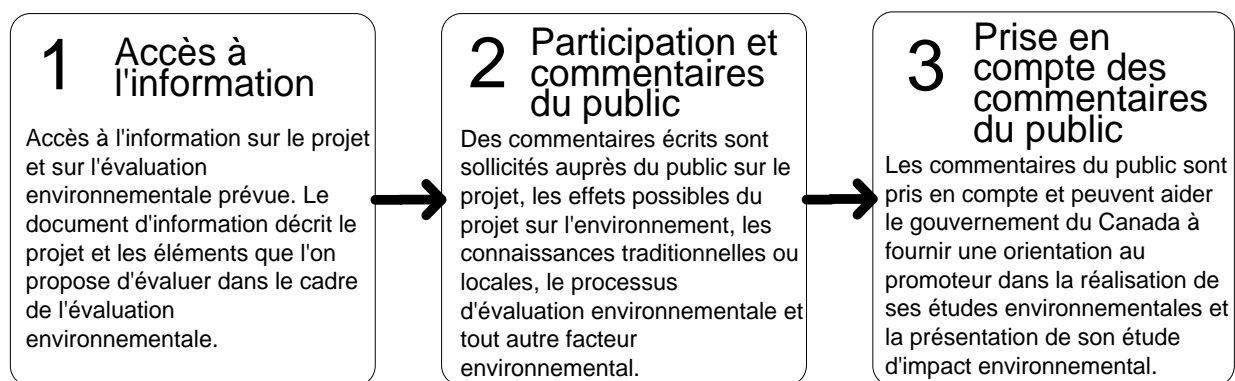 1 Accès à
l'information
Accès à l'information sur le projet
et sur l'évaluation
environnementale prévue. Le
document d'information décrit le
projet et les éléments que l'on
propose d'évaluer dans le cadre
de l'évaluation
environnementale.
2 Participation et
commentaires
du public
Des commentaires écrits sont
sollicités auprès du public sur le
projet, les effets possibles du
projet sur l'environnement, les
connaissances traditionnelles ou
locales, le processus
d'évaluation environnementale et
tout autre facteur
environnemental.
3 Prise en
compte des
commentaires
du public
Les commentaires du public sont
pris en compte et peuvent aider
le gouvernement du Canada à
fournir une orientation au
promoteur dans la réalisation de
ses études environnementales et
la présentation de son étude
d'impact environnemental.